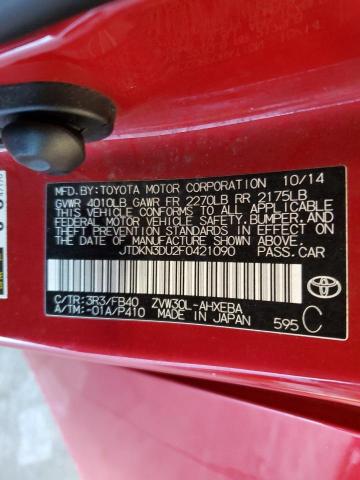 MFD.BY:TOYOTA MOTOR CORPORATION 10/14
GVWR 4010LB GAWR FR 2270LB RR 2175LB
THIS VEHICLE CONFORMS TO ALL APPLICABLE
FEDERAL MOTOR VEHICLE SAFETY,BUMPER,AND
THEFT PREVENTION STANDARDS IN EFFECT ON
THE DATE OF MANUFACTURE SHOWN ABOVE.
JTDKN3DU2F0421090 PASS.CAR
C/TR:3R3/FB40 ZVW30L-AHXEBA
A/TM:-01A/P410 MADE IN JAPAN 595 C
TOYOTA